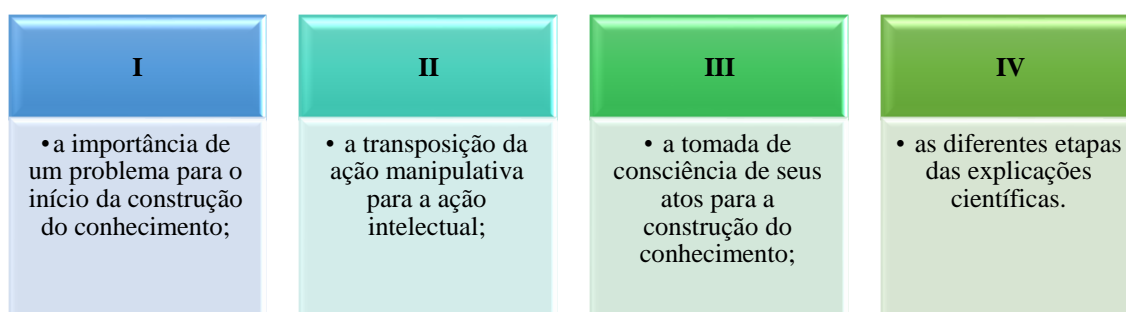 I
• a importância de
um problema para o
início da construção
do conhecimento;
II
• a transposição da
ação manipulativa
para a ação
intelectual;
III
• a tomada de
consciência de seus
atos para a
construção do
conhecimento;
IV
• as diferentes etapas
das explicações
científicas.